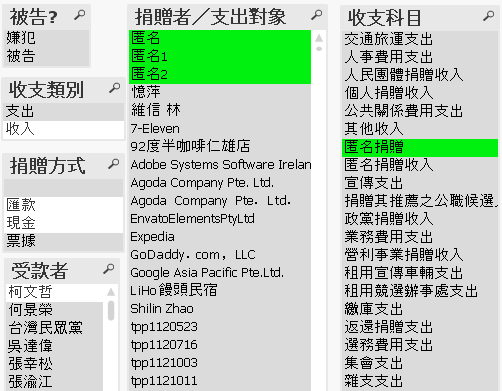 被告?
嫌犯
被告
收支類別
支出
收入
捐贈方式
匯款
現金
票據
受款者
柯文哲
何景榮
台灣民眾黨
吳達偉
張幸松
張渝江
捐贈者／支出對象
匿名
匿名1
匿名2
憶萍
維信 林
7-Eleven
92度半咖啡仁雄店
Adobe Systems Software Irelan
Agoda Company Pte. Ltd.
Agoda Company Pte. Ltd.
EnvatoElementsPtyLtd
Expedia
GoDaddy．com，LLC
Google Asia Pacific Pte.Ltd.
LiHo饅頭民宿
Shilin Zhao
tpp1120523
tpp1120716
tpp1121003
tpp1121011
收支科目
交通旅運支出
人事費用支出
人民團體捐贈收入
個人捐贈收入
公共關係費用支出
其他收入
匿名捐贈
匿名捐贈收入
宣傳支出
捐贈其推薦之公職候選.
政黨捐贈收入
業務費用支出
營利事業捐贈收入
租用宣傳車輛支出
租用競選辦事處支出
繳庫支出
返還捐贈支出
選務費用支出
集會支出
雜支支出